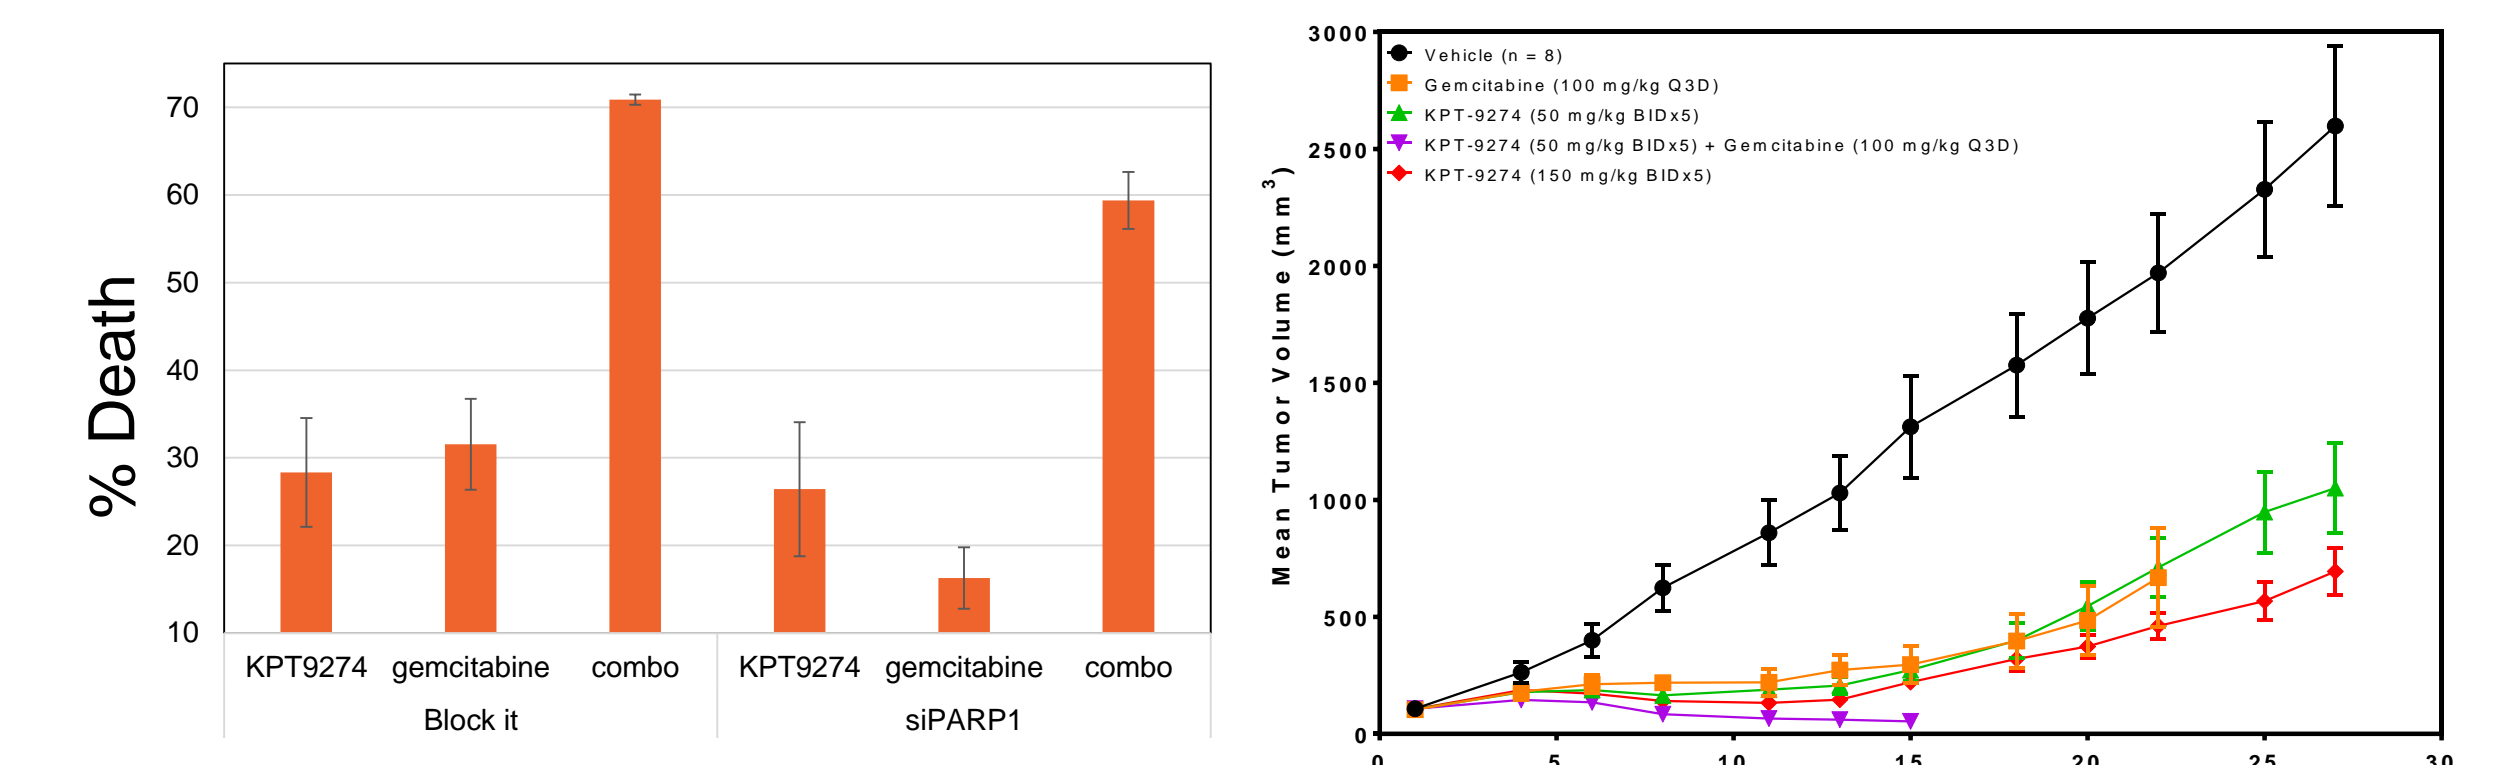 % Death
70
60
50
40
30
20
10
KPT9274 gemcitabine combo KPT9274 gemcitabine combo
Block it siPARP1
Mean Tumor Volume (mm3)
3000
2500
2000
1500
1000
500
0
Vehicle (n = 8)
Gemcitabine (100 mg/kg Q3D)
KPT-9274 (50 mg/kg BIDx5)
KPT-9274 (50 mg/kg BIDx5) + Gemcitabine (100 mg/kg Q3D)
KPT-9274 (150 mg/kg BIDx5)
0 5 10 15 20 25 30